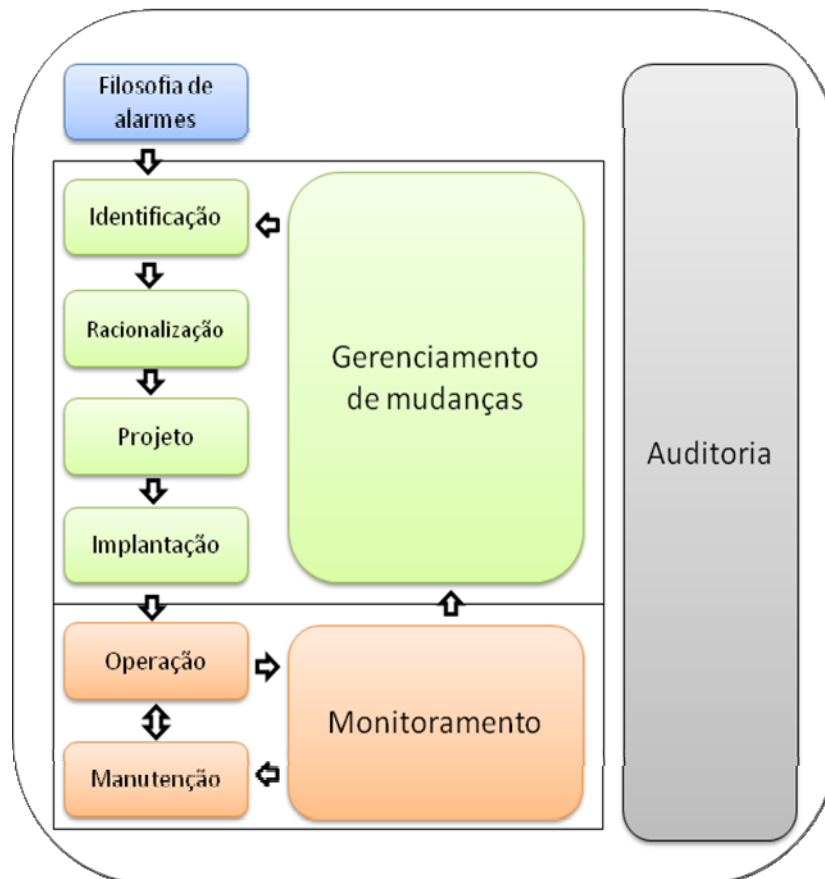 Filosofia de
alarmes
Identificação
Racionalização
Projeto
Implantação
Gerenciamento
de mudanças
Operação
Manutenção
Monitoramento
Auditoria